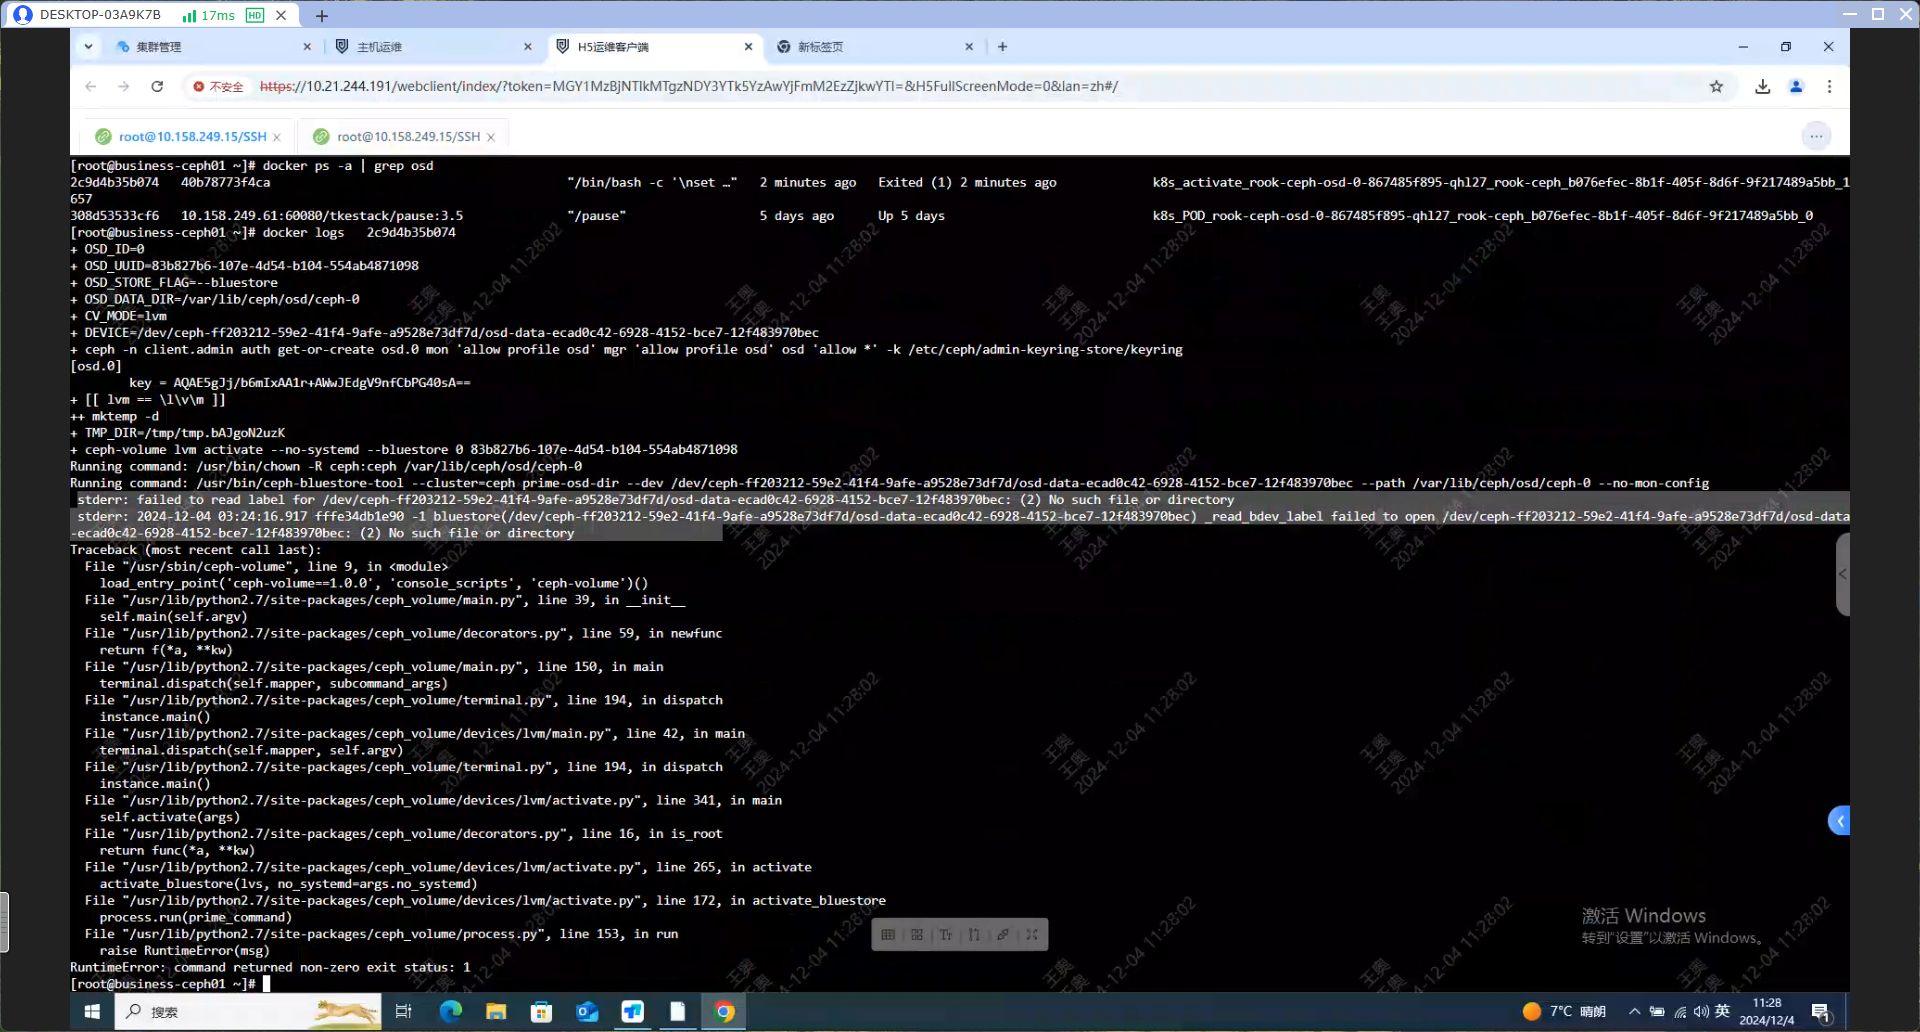 DESKTOP-03A9K7B 17ms HD
集群管理 主机运维 H5运维客户端 新标签页
不安全 https://10.21.244.191/webclient/index/?token=MGY1MzBjNTlkMTgzNDY3YTk5YzAwYjFmM2EzZjkwYTI=&H5FullScreenMode=0&lan=zh#/
root@10.158.249.15/SSH root@10.158.249.15/SSH
[root@business-ceph01 ~]# docker ps -a | grep osd
2c9d4b35b074 40b78773f4ca "/bin/bash -c '\nset …" 2 minutes ago Exited (1) 2 minutes ago k8s_activate_rook-ceph-osd-0-867485f895-qhl27_rook-ceph_b076efec-8b1f-405f-8d6f-9f217489a5bb_1
657
308d53533cf6 10.158.249.61:60080/tkestack/pause:3.5 "/pause" 5 days ago Up 5 days k8s_POD_rook-ceph-osd-0-867485f895-qhl27_rook-ceph_b076efec-8b1f-405f-8d6f-9f217489a5bb_0
[root@business-ceph01 ~]# docker logs 2c9d4b35b074
+ OSD_ID=0
+ OSD_UUID=83b827b6-107e-4d54-b104-554ab4871098
+ OSD_STORE_FLAG=--bluestore
+ OSD_DATA_DIR=/var/lib/ceph/osd/ceph-0
+ CV_MODE=lvm
+ DEVICE=/dev/ceph-ff203212-59e2-41f4-9afe-a9528e73df7d/osd-data-ecad0c42-6928-4152-bce7-12f483970bec
+ ceph -n client.admin auth get-or-create osd.0 mon 'allow profile osd' mgr 'allow profile osd' osd 'allow *' -k /etc/ceph/admin-keyring-store/keyring
[osd.0]
key = AQAE5gJj/b6mIxAA1r+AWwJEdgV9nfCbPG40sA==
+ [[ lvm == \l\v\m ]]
++ mktemp -d
+ TMP_DIR=/tmp/tmp.bAJgoN2uzK
+ ceph-volume lvm activate --no-systemd --bluestore 0 83b827b6-107e-4d54-b104-554ab4871098
Running command: /usr/bin/chown -R ceph:ceph /var/lib/ceph/osd/ceph-0
Running command: /usr/bin/ceph-bluestore-tool --cluster=ceph prime-osd-dir --dev /dev/ceph-ff203212-59e2-41f4-9afe-a9528e73df7d/osd-data-ecad0c42-6928-4152-bce7-12f483970bec --path /var/lib/ceph/osd/ceph-0 --no-mon-config
stderr: failed to read label for /dev/ceph-ff203212-59e2-41f4-9afe-a9528e73df7d/osd-data-ecad0c42-6928-4152-bce7-12f483970bec: (2) No such file or directory
stderr: 2024-12-04 03:24:16.917 fffe34db1e90 -1 bluestore(/dev/ceph-ff203212-59e2-41f4-9afe-a9528e73df7d/osd-data-ecad0c42-6928-4152-bce7-12f483970bec) _read_bdev_label failed to open /dev/ceph-ff203212-59e2-41f4-9afe-a9528e73df7d/osd-data
-ecad0c42-6928-4152-bce7-12f483970bec: (2) No such file or directory
Traceback (most recent call last):
File "/usr/sbin/ceph-volume", line 9, in <module>
load_entry_point('ceph-volume==1.0.0', 'console_scripts', 'ceph-volume')()
File "/usr/lib/python2.7/site-packages/ceph_volume/main.py", line 39, in __init__
self.main(self.argv)
File "/usr/lib/python2.7/site-packages/ceph_volume/decorators.py", line 59, in newfunc
return f(*a, **kw)
File "/usr/lib/python2.7/site-packages/ceph_volume/main.py", line 150, in main
terminal.dispatch(self.mapper, subcommand_args)
File "/usr/lib/python2.7/site-packages/ceph_volume/terminal.py", line 194, in dispatch
instance.main()
File "/usr/lib/python2.7/site-packages/ceph_volume/devices/lvm/main.py", line 42, in main
terminal.dispatch(self.mapper, self.argv)
File "/usr/lib/python2.7/site-packages/ceph_volume/terminal.py", line 194, in dispatch
instance.main()
File "/usr/lib/python2.7/site-packages/ceph_volume/devices/lvm/activate.py", line 341, in main
self.activate(args)
File "/usr/lib/python2.7/site-packages/ceph_volume/decorators.py", line 16, in is_root
return func(*a, **kw)
File "/usr/lib/python2.7/site-packages/ceph_volume/devices/lvm/activate.py", line 265, in activate
activate_bluestore(lvs, no_systemd=args.no_systemd)
File "/usr/lib/python2.7/site-packages/ceph_volume/devices/lvm/activate.py", line 172, in activate_bluestore
process.run(prime_command)
File "/usr/lib/python2.7/site-packages/ceph_volume/process.py", line 153, in run
raise RuntimeError(msg)
RuntimeError: command returned non-zero exit status: 1
[root@business-ceph01 ~]#
王奥
王奥
2024-12-04 11:28:02
激活 Windows
转到"设置"以激活 Windows。
搜索 7°C 晴朗 英 11:28
2024/12/4